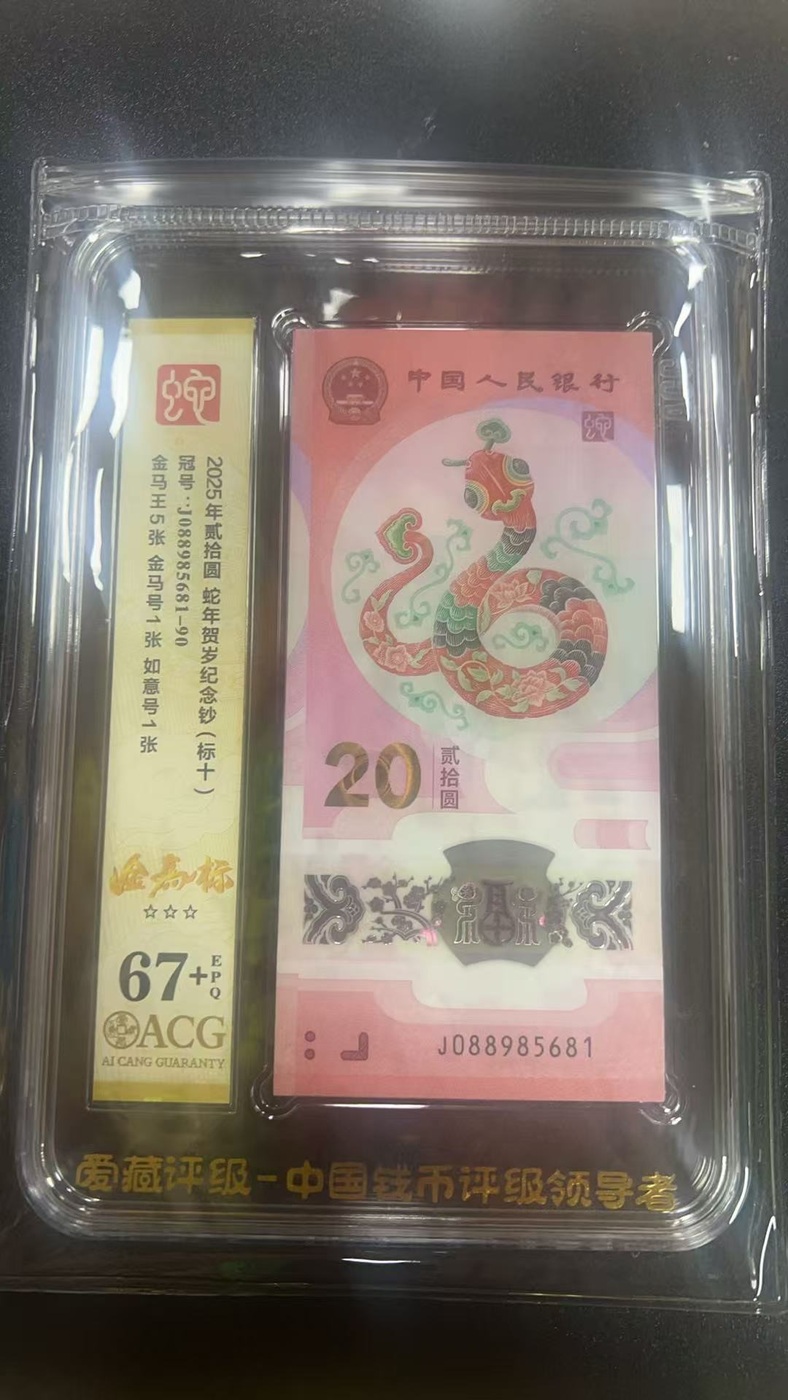 蛇
2025年贰拾圆 蛇年贺岁纪念钞（标十）
冠号：J088985681-90
金马王5张 金马号1张 如意号1张
金马标
☆☆☆
67+EPQ
ACG
AI CANG GUARANTY
中国人民银行
蛇
20
贰拾圆
福
J088985681
爱藏评级-中国钱币评级领导者